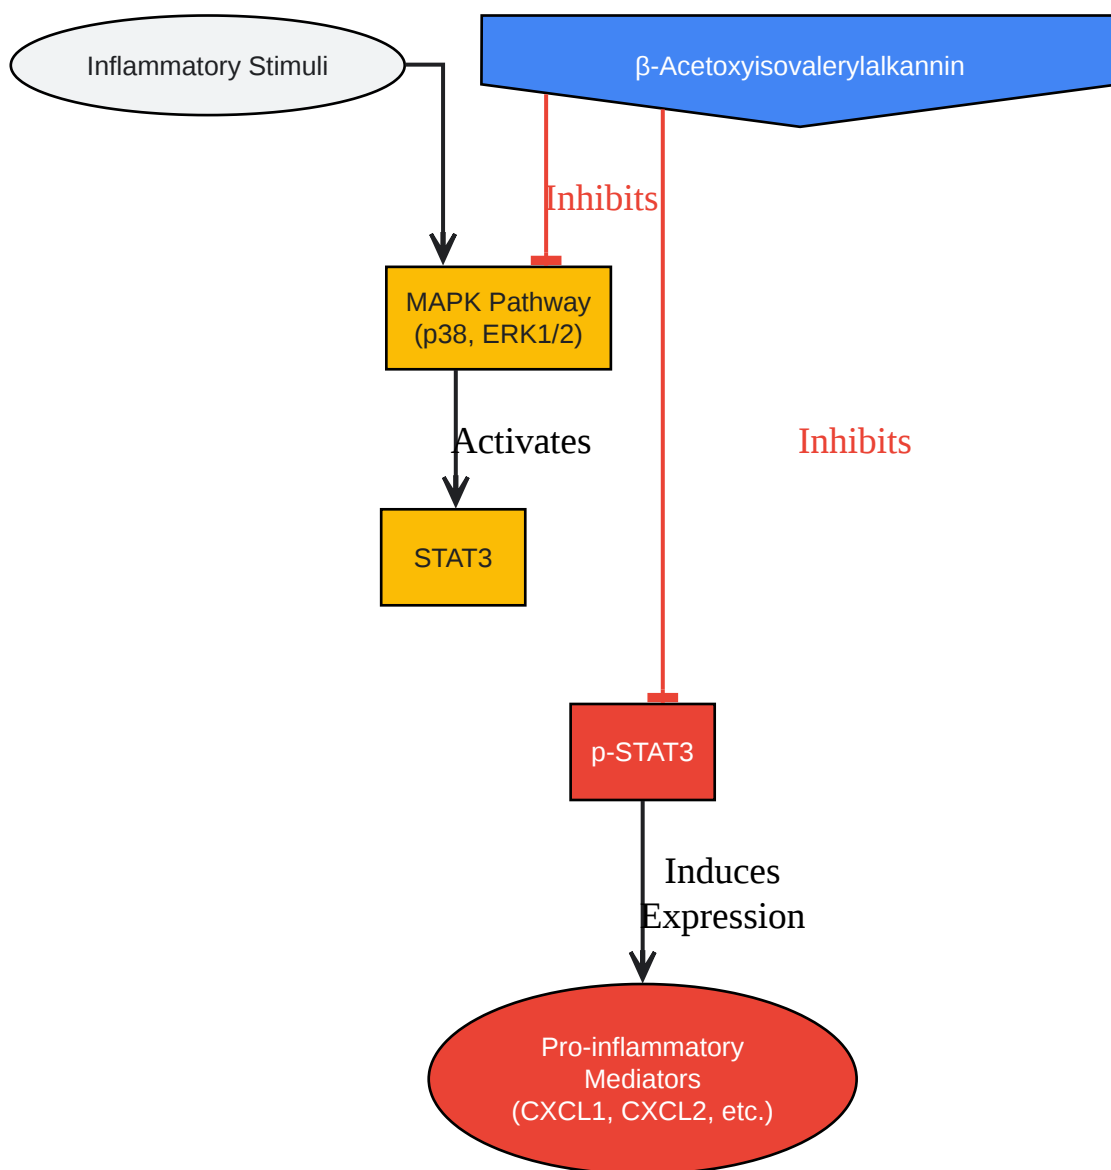 Inflammatory Stimuli
β-Acetoxyisovalerylalkannin
Inhibits
MAPK Pathway
(p38, ERK1/2)
Activates
Inhibits
STAT3
p-STAT3
Induces
Expression
Pro-inflammatory
Mediators
(CXCL1, CXCL2, etc.)